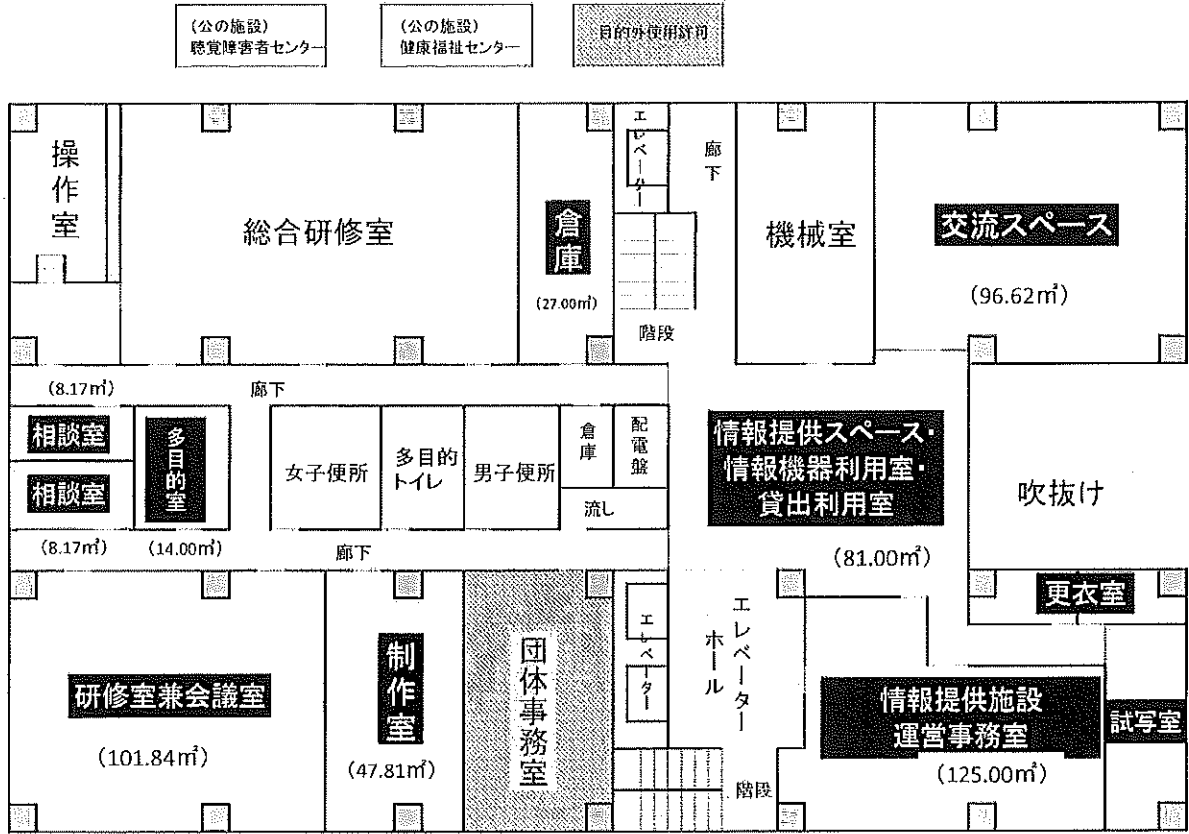 (公の施設)
聴覚障害者センター
(公の施設)
健康福祉センター
目的外使用許可
操作室
総合研修室
倉庫
(27.00㎡)
エレベーター
階段
廊下
機械室
交流スペース
(96.62㎡)
(8.17㎡)
廊下
相談室
相談室
(8.17㎡)
多目的室
(14.00㎡)
女子便所
多目的
トイレ
男子便所
倉庫
配電盤
流し
廊下
情報提供スペース・
情報機器利用室・
貸出利用室
(81.00㎡)
吹抜け
更衣室
研修室兼会議室
(101.84㎡)
制作室
(47.81㎡)
団体事務室
エレベーター
エレベーター
ホール
階段
情報提供施設
運営事務室
(125.00㎡)
試写室